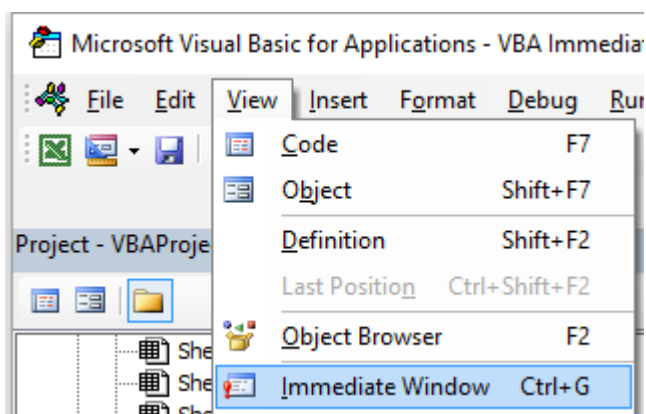 Microsoft Visual Basic for Applications - VBA Immedia
File Edit View Insert Format Debug Ru
Code F7
Object Shift+F7
Project - VBAProje
Definition Shift+F2
Last Position Ctrl+Shift+F2
Object Browser F2
She
She
Immediate Window Ctrl+G